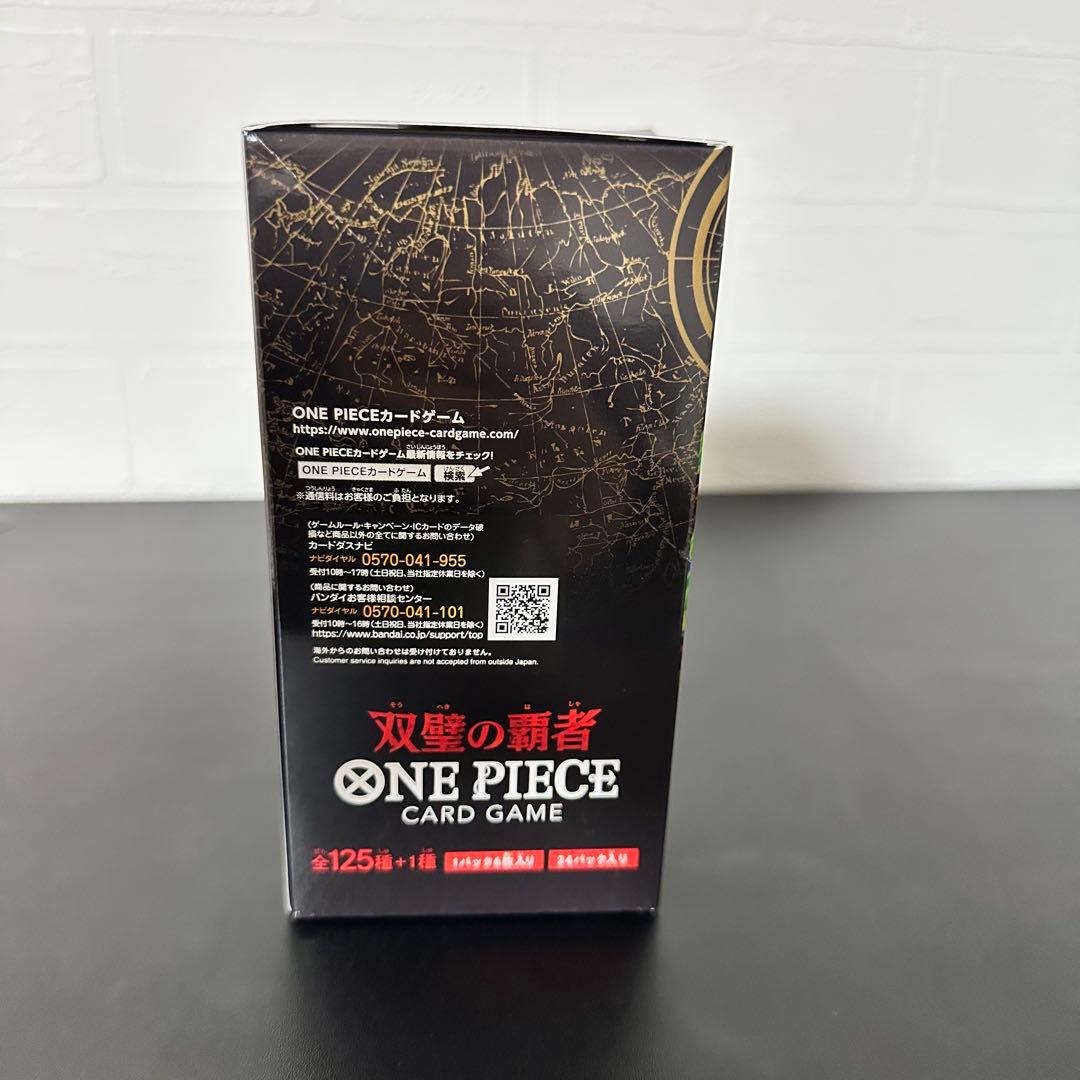 ONE PIECEカードゲーム
https://www.onepiece-cardgame.com/
ONE PIECEカードゲーム最新情報をチェック!
ONE PIECEカードゲーム 検索
※通信料はお客様のご負担となります。
(ゲームルール・キャンペーン・ICカードのデータ破
損など商品以外の全てに関するお問い合わせ)
カードダスナビ
ナビダイヤル 0570-041-955
受付10時~17時(土日祝日、当社指定休業日を除く)
(商品に関するお問い合わせ)
バンダイお客様相談センター
ナビダイヤル 0570-041-101
受付10時~16時(土日祝日、当社指定休業日を除く)
https://www.bandai.co.jp/support/top
海外からのお問い合わせは受け付けておりません。
Customer service inquiries are not accepted from outside Japan.
双璧の覇者
ONE PIECE
CARD GAME
全125種+1種 1パック6枚入り 24パック入り